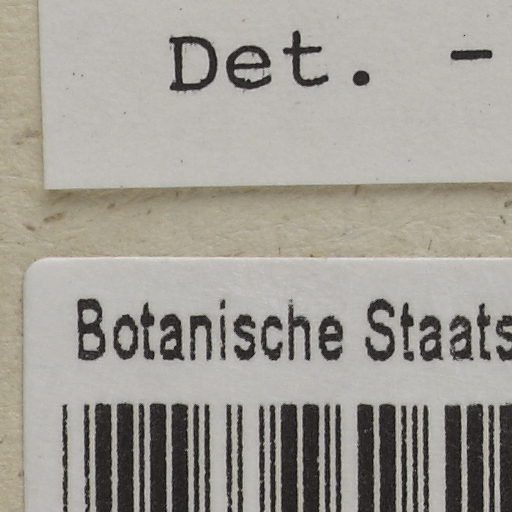 Det. -
Botanische Staats